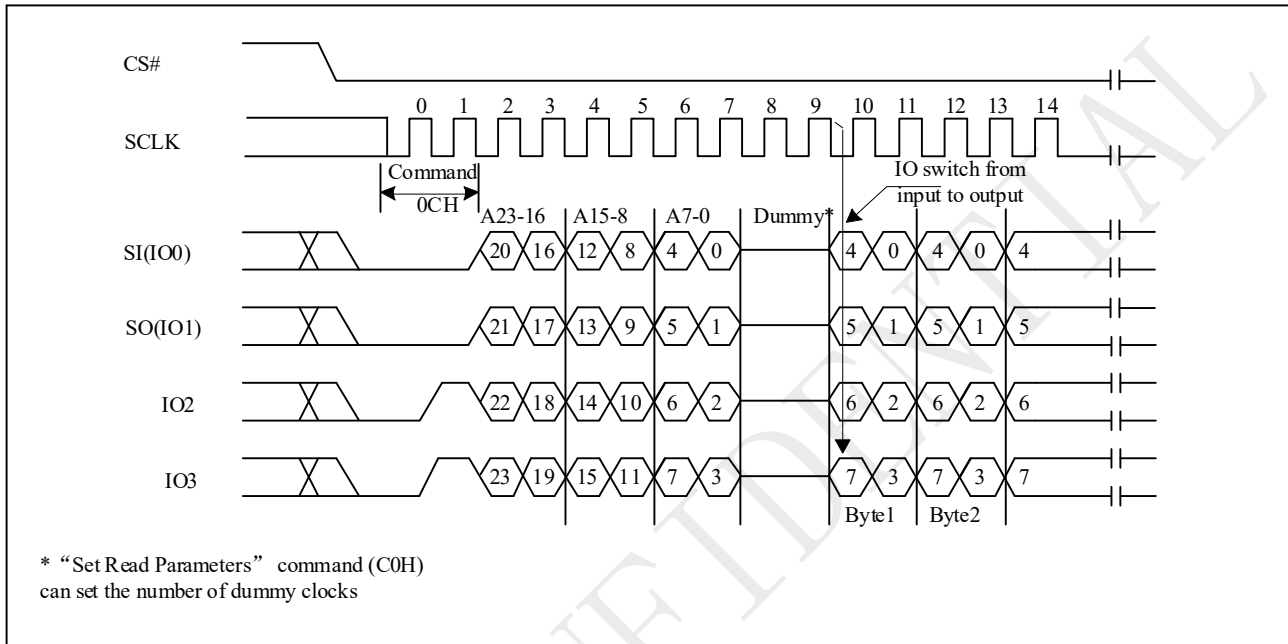 CS#
0 1 2 3 4 5 6 7 8 9 10 11 12 13 14
SCLK
Command
0CH
IO switch from
input to output
A23-16 A15-8 A7-0 Dummy*
SI(IO0) 20 16 12 8 4 0 4 0 4 0 4
SO(IO1) 21 17 13 9 5 1 5 1 5 1 5
IO2 22 18 14 10 6 2 6 2 6 2 6
IO3 23 19 15 11 7 3 7 3 7 3 7
Byte1 Byte2
* “Set Read Parameters” command (C0H)
can set the number of dummy clocks